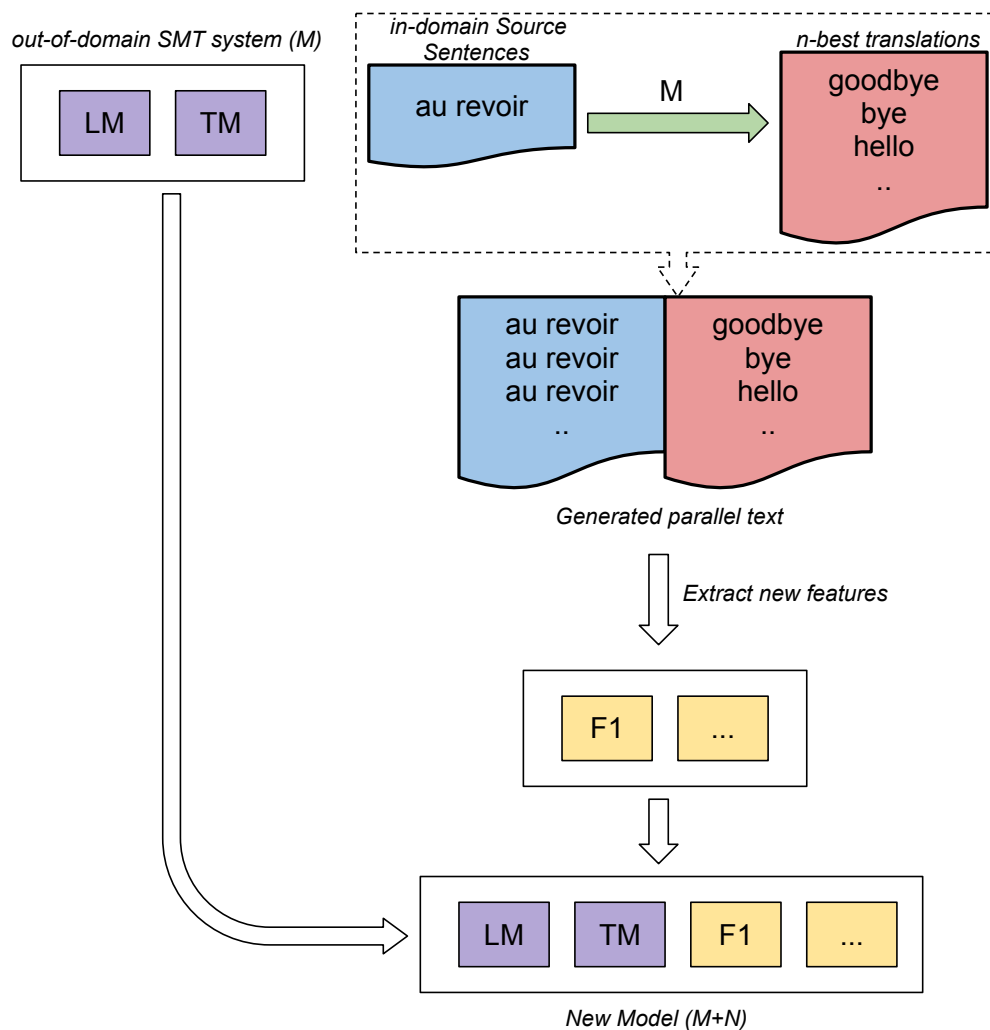 out-of-domain SMT system (M)
LM TM
in-domain Source
Sentences
au revoir
M
n-best translations
goodbye
bye
hello
..
au revoir
au revoir
au revoir
..
goodbye
bye
hello
..
Generated parallel text
Extract new features
F1 ...
LM TM F1 ...
New Model (M+N)